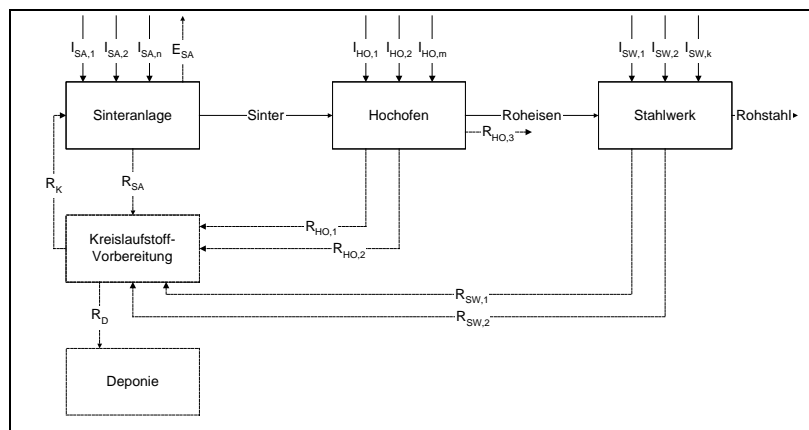 I_SA,1 I_SA,2 I_SA,n E_SA I_HO,1 I_HO,2 I_HO,m I_SW,1 I_SW,2 I_SW,k
Sinteranlage Sinter Hochofen Roheisen Stahlwerk Rohstahl
R_HO,3
R_K R_SA
R_HO,1
Kreislaufstoff-
Vorbereitung
R_HO,2
R_SW,1
R_D
R_SW,2
Deponie